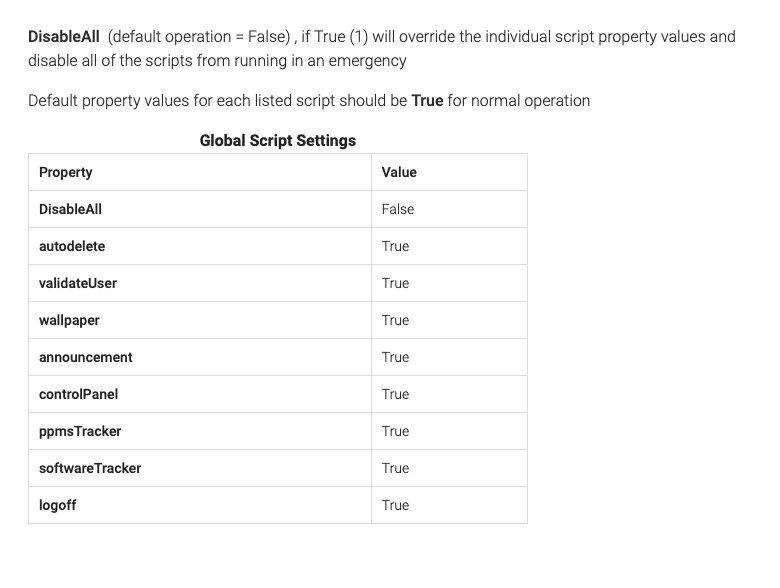 DisableAll (default operation = False) , if True (1) will override the individual script property values and
disable all of the scripts from running in an emergency
Default property values for each listed script should be True for normal operation
Global Script Settings
Property Value
DisableAll False
autodelete True
validateUser True
wallpaper True
announcement True
controlPanel True
ppmsTracker True
softwareTracker True
logoff True